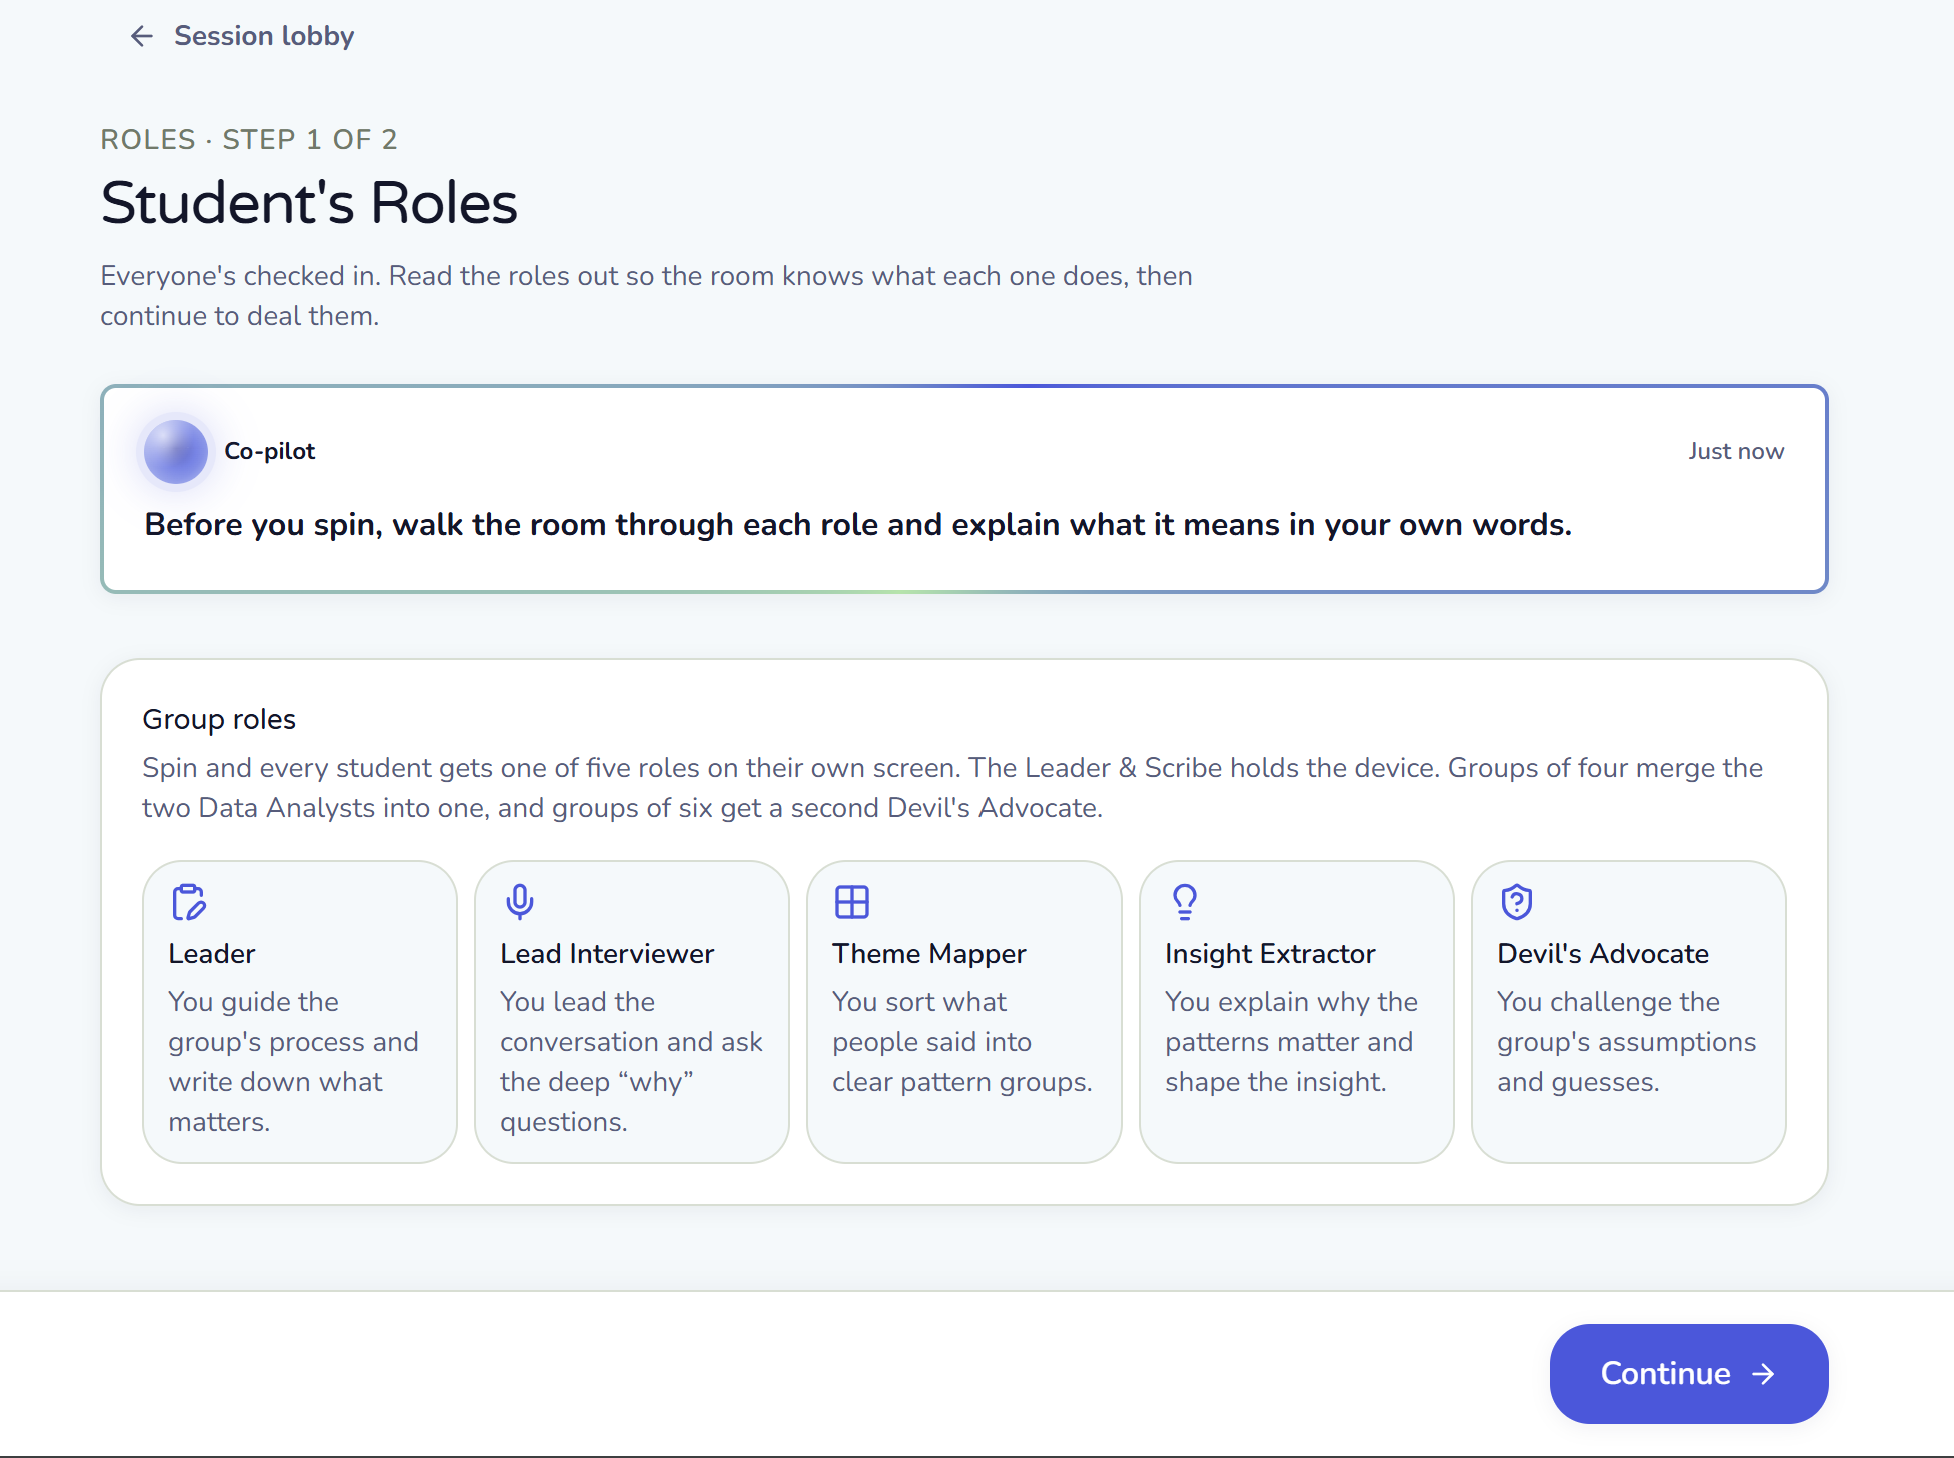 Session lobby
ROLES · STEP 1 OF 2
Student's Roles
Everyone's checked in. Read the roles out so the room knows what each one does, then
continue to deal them.
Co-pilot
Just now
Before you spin, walk the room through each role and explain what it means in your own words.
Group roles
Spin and every student gets one of five roles on their own screen. The Leader & Scribe holds the device. Groups of four merge the
two Data Analysts into one, and groups of six get a second Devil's Advocate.
Leader
You guide the
group's process and
write down what
matters.
Lead Interviewer
You lead the
conversation and ask
the deep “why”
questions.
Theme Mapper
You sort what
people said into
clear pattern groups.
Insight Extractor
You explain why the
patterns matter and
shape the insight.
Devil's Advocate
You challenge the
group's assumptions
and guesses.
Continue